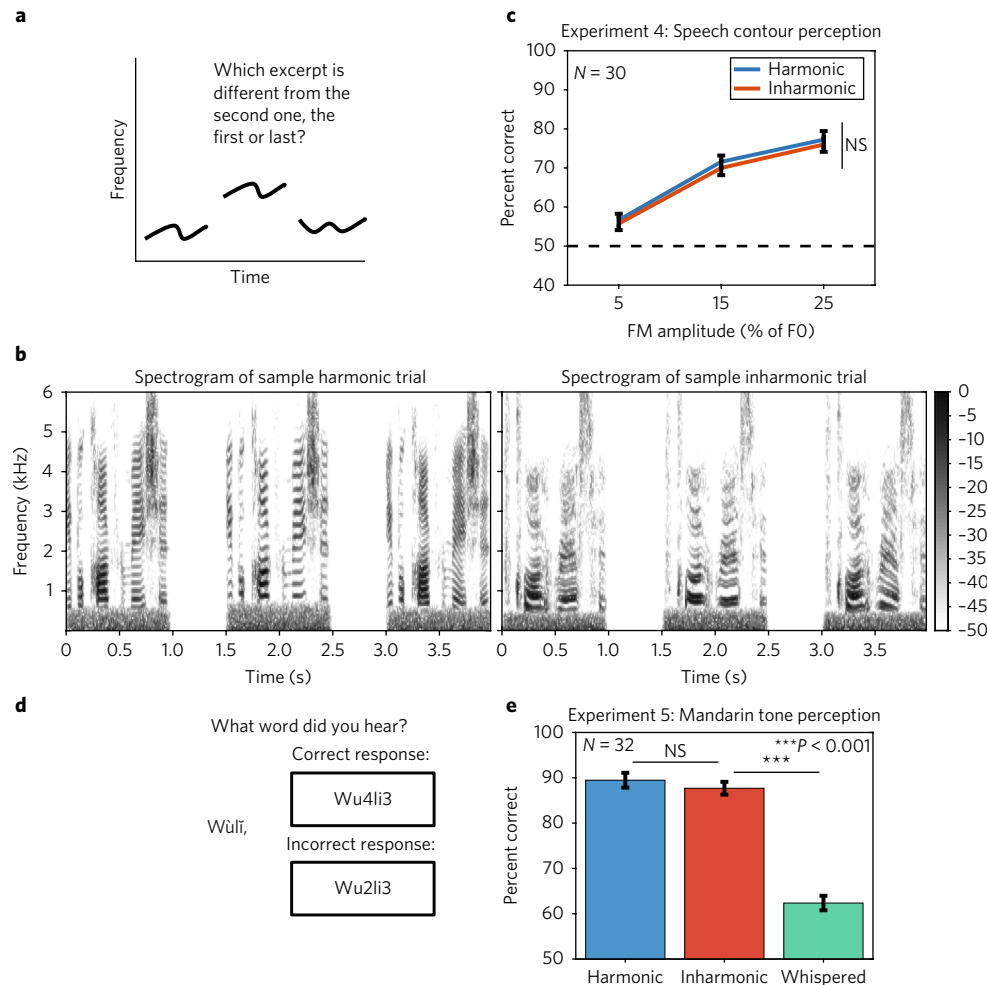 a
Which excerpt is
different from the
second one, the
first or last?
Frequency
Time
c
Experiment 4: Speech contour perception
N = 30
Harmonic
Inharmonic
NS
Percent correct
100
90
80
70
60
50
40
5 15 25
FM amplitude (% of F0)
b
Spectrogram of sample harmonic trial
Spectrogram of sample inharmonic trial
Frequency (kHz)
6
5
4
3
2
1
0 0.5 1.0 1.5 2.0 2.5 3.0 3.5
Time (s)
0 0.5 1.0 1.5 2.0 2.5 3.0 3.5
Time (s)
0
–5
–10
–15
–20
–25
–30
–35
–40
–45
–50
d
What word did you hear?
Correct response:
Wu4li3
Wùlǐ,
Incorrect response:
Wu2li3
e
Experiment 5: Mandarin tone perception
N = 32
NS
***P < 0.001
***
Percent correct
100
90
80
70
60
50
Harmonic Inharmonic Whispered